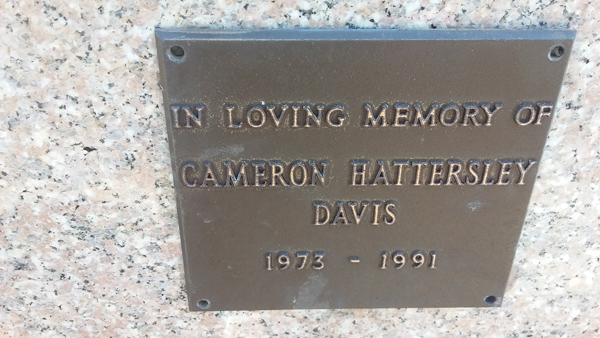 IN LOVING MEMORY OF
CAMERON HATTERSLEY
DAVIS
1973 - 1991